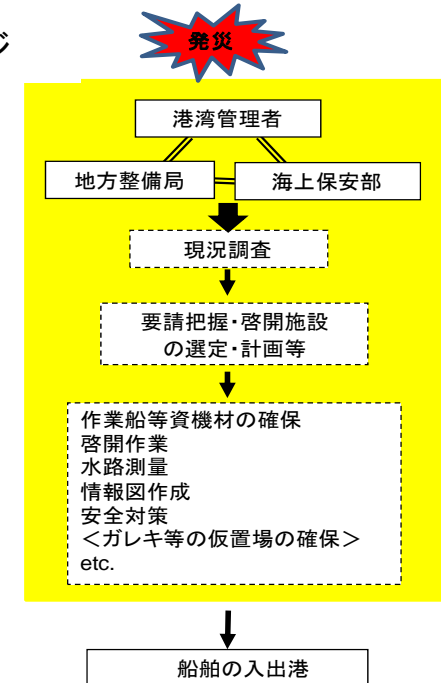 ジ
発災
港湾管理者
地方整備局
海上保安部
現況調査
要請把握・啓開施設
の選定・計画等
作業船等資機材の確保
啓開作業
水路測量
情報図作成
安全対策
＜ガレキ等の仮置場の確保＞
etc.
船舶の入出港